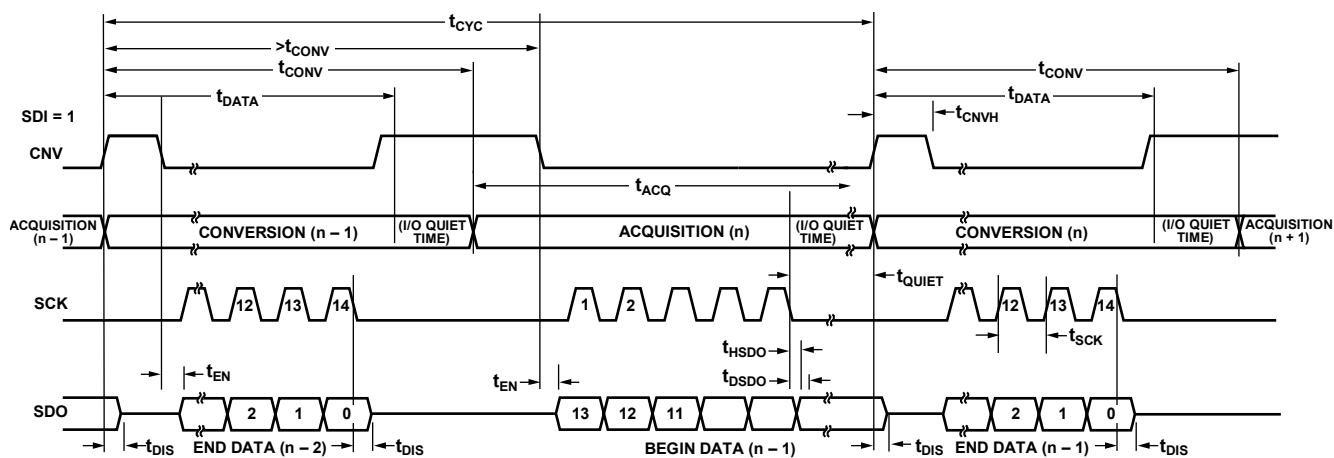 tCYC
>tCONV
tCONV
tCONV
tDATA
tDATA
SDI = 1
tCNVH
CNV
tACQ
ACQUISITION
(n – 1)
CONVERSION (n – 1)
(I/O QUIET
TIME)
ACQUISITION (n)
(I/O QUIET
TIME)
CONVERSION (n)
(I/O QUIET
TIME)
ACQUISITION
(n + 1)
tQUIET
SCK
12
13
14
1
2
12
13
14
tHSDO
tSCK
tEN
tEN
tDSDO
SDO
2
1
0
13
12
11
2
1
0
tDIS
END DATA (n – 2)
tDIS
BEGIN DATA (n – 1)
tDIS
END DATA (n – 1)
tDIS